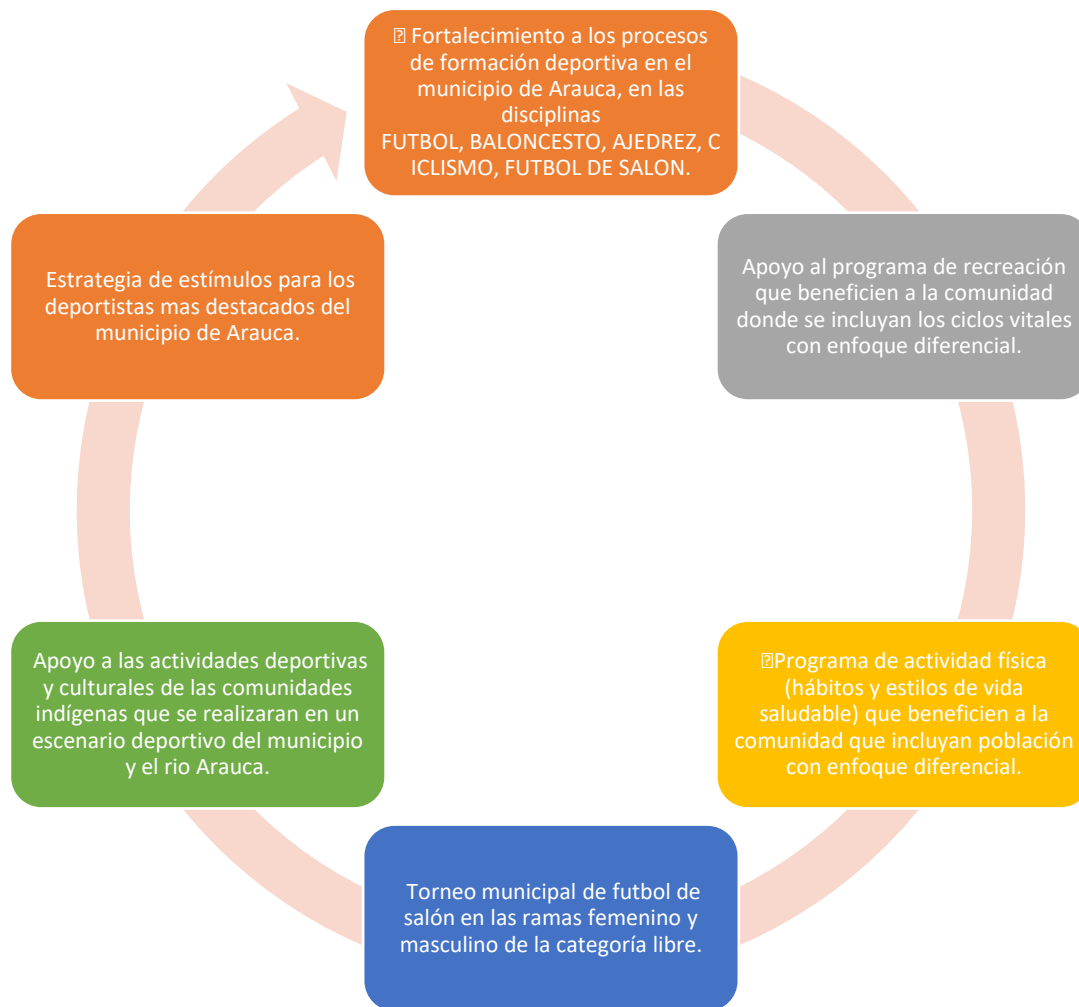 ⍰ Fortalecimiento a los procesos
de formación deportiva en el
municipio de Arauca, en las
disciplinas
FUTBOL, BALONCESTO, AJEDREZ, C
ICLISMO, FUTBOL DE SALON.
Apoyo al programa de recreación
que beneficien a la comunidad
donde se incluyan los ciclos vitales
con enfoque diferencial.
⍰Programa de actividad física
(hábitos y estilos de vida
saludable) que beneficien a la
comunidad que incluyan población
con enfoque diferencial.
Torneo municipal de futbol de
salón en las ramas femenino y
masculino de la categoría libre.
Apoyo a las actividades deportivas
y culturales de las comunidades
indígenas que se realizaran en un
escenario deportivo del municipio
y el rio Arauca.
Estrategia de estímulos para los
deportistas mas destacados del
municipio de Arauca.